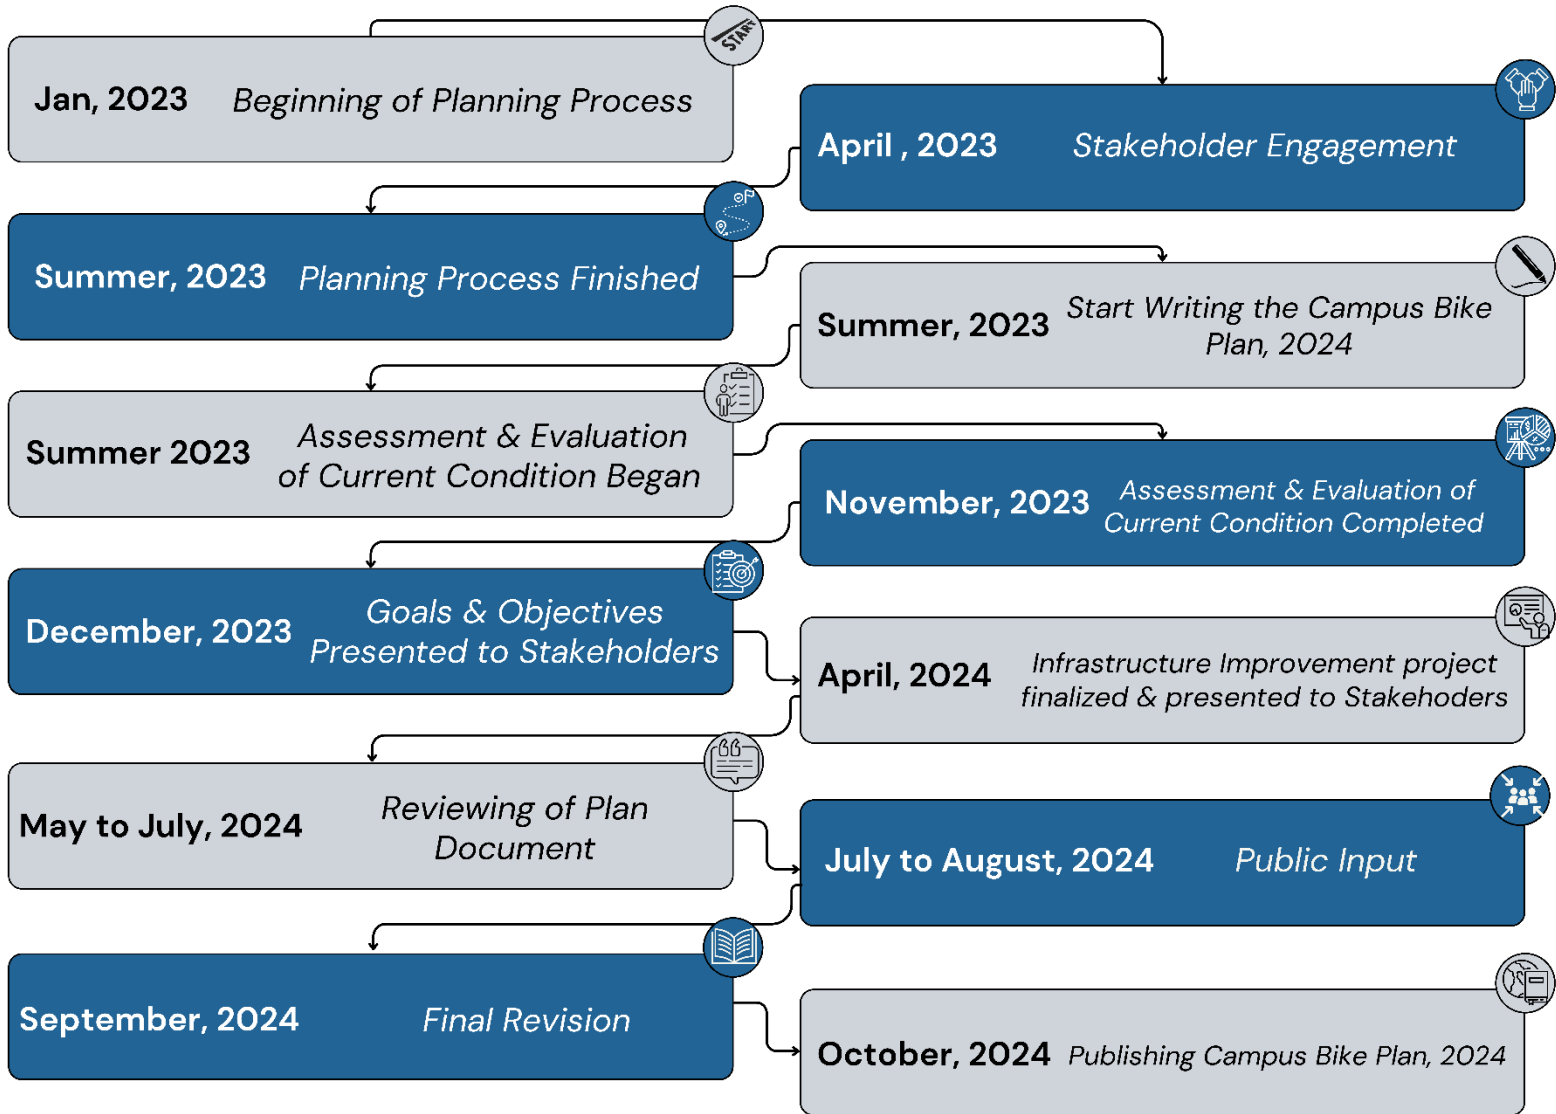 START
Jan, 2023
Beginning of Planning Process
April , 2023
Stakeholder Engagement
Summer, 2023
Planning Process Finished
Summer, 2023
Start Writing the Campus Bike
Plan, 2024
Summer 2023
Assessment & Evaluation
of Current Condition Began
November, 2023
Assessment & Evaluation of
Current Condition Completed
December, 2023
Goals & Objectives
Presented to Stakeholders
April, 2024
Infrastructure Improvement project
finalized & presented to Stakehoders
May to July, 2024
Reviewing of Plan
Document
July to August, 2024
Public Input
September, 2024
Final Revision
October, 2024
Publishing Campus Bike Plan, 2024